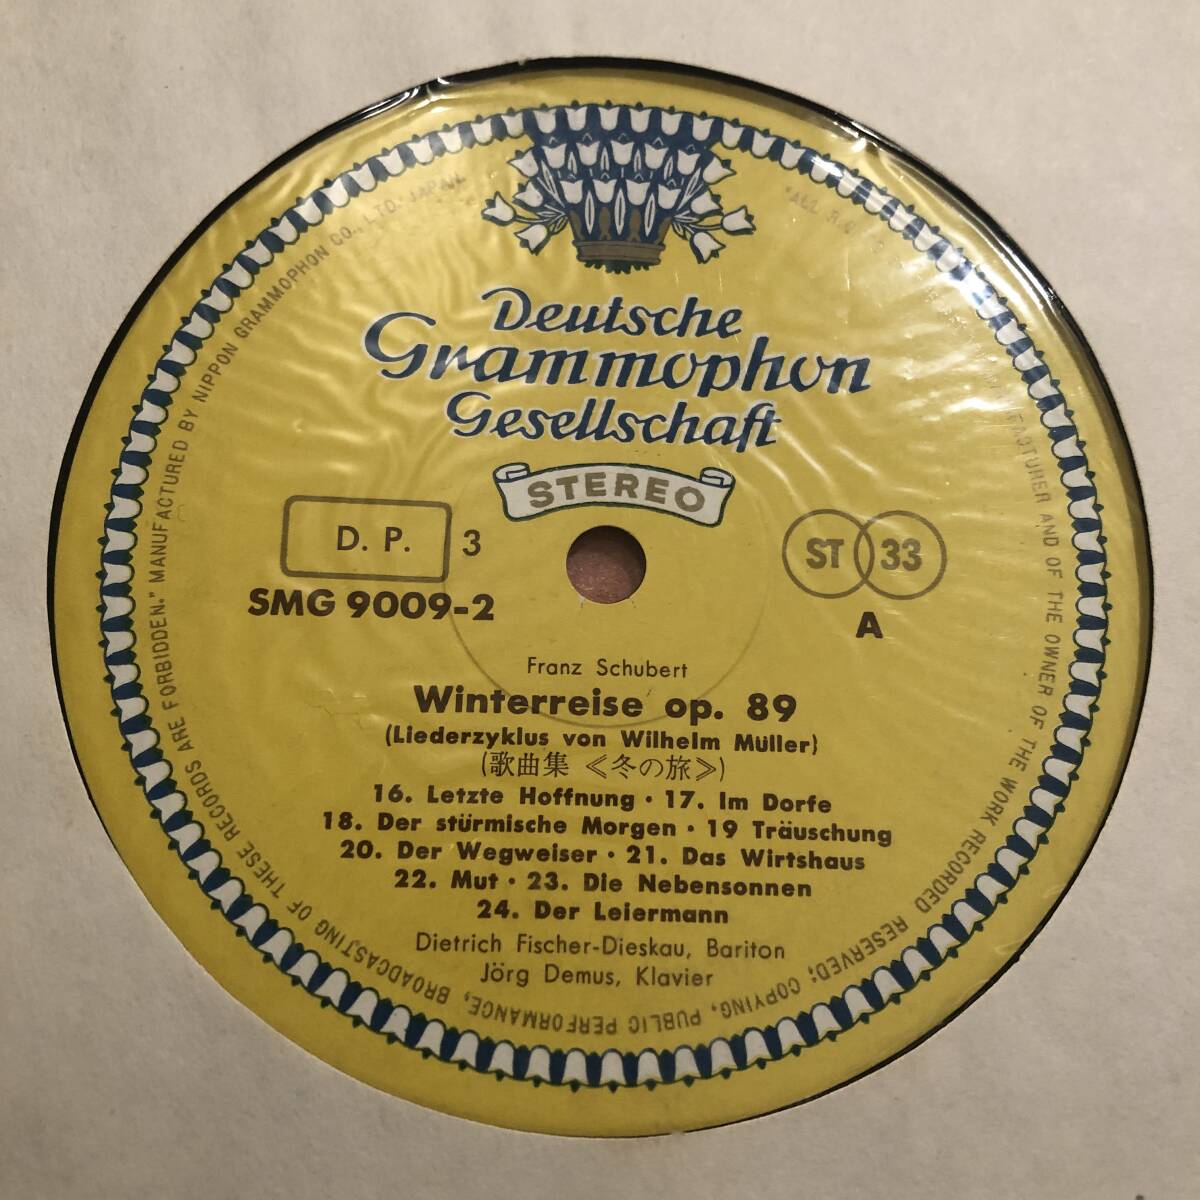 Deutsche
Grammophon
Gesellschaft
STEREO
D. P. 3
SMG 9009-2
ST 33
A
Franz Schubert
Winterreise op. 89
(Liederzyklus von Wilhelm Müller)
(歌曲集 ≪冬の旅≫)
16. Letzte Hoffnung · 17. Im Dorfe
18. Der stürmische Morgen · 19 Träuschung
20. Der Wegweiser · 21. Das Wirtshaus
22. Mut · 23. Die Nebensonnen
24. Der Leiermann
Dietrich Fischer-Dieskau, Bariton
Jörg Demus, Klavier
"ALL MANUFACTURER AND OF THE OWNER OF THE WORK RECORDED RESERVED; COPYING, PUBLIC PERFORMANCE, BROADCASTING OF THESE RECORDS ARE FORBIDDEN." MANUFACTURED BY NIPPON GRAMMOPHON CO., LTD. JAPAN.